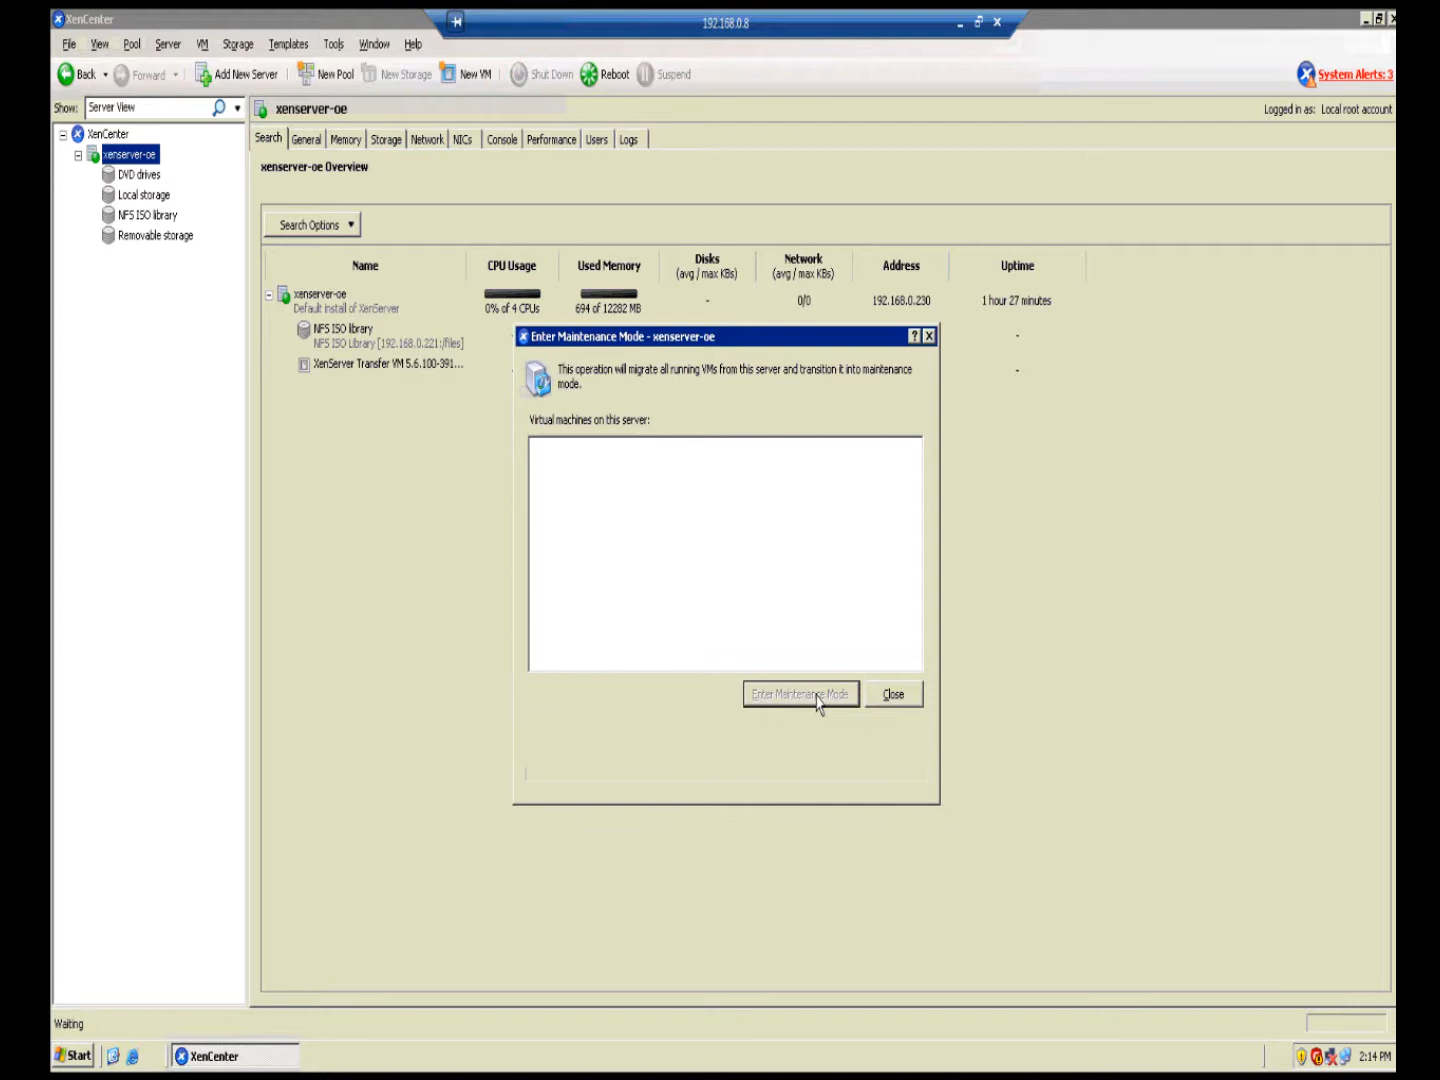 XenCenter
192.168.0.8
File View Pool Server VM Storage Templates Tools Window Help
Back Forward Add New Server New Pool New Storage New VM Shut Down Reboot Suspend System Alerts: 3
Show: Server View
xenserver-oe
Logged in as: Local root account
XenCenter
xenserver-oe
DVD drives
Local storage
NFS ISO library
Removable storage
Search General Memory Storage Network NICs Console Performance Users Logs
xenserver-oe Overview
Search Options
Name CPU Usage Used Memory Disks (avg / max KBs) Network (avg / max KBs) Address Uptime
xenserver-oe
Default install of XenServer
0% of 4 CPUs 694 of 12282 MB - 0/0 192.168.0.230 1 hour 27 minutes
NFS ISO library
NFS ISO Library [192.168.0.221:/files]
-
XenServer Transfer VM 5.6.100-391...
-
Enter Maintenance Mode - xenserver-oe
This operation will migrate all running VMs from this server and transition it into maintenance
mode.
Virtual machines on this server:
Enter Maintenance Mode Close
Waiting
Start XenCenter 2:14 PM